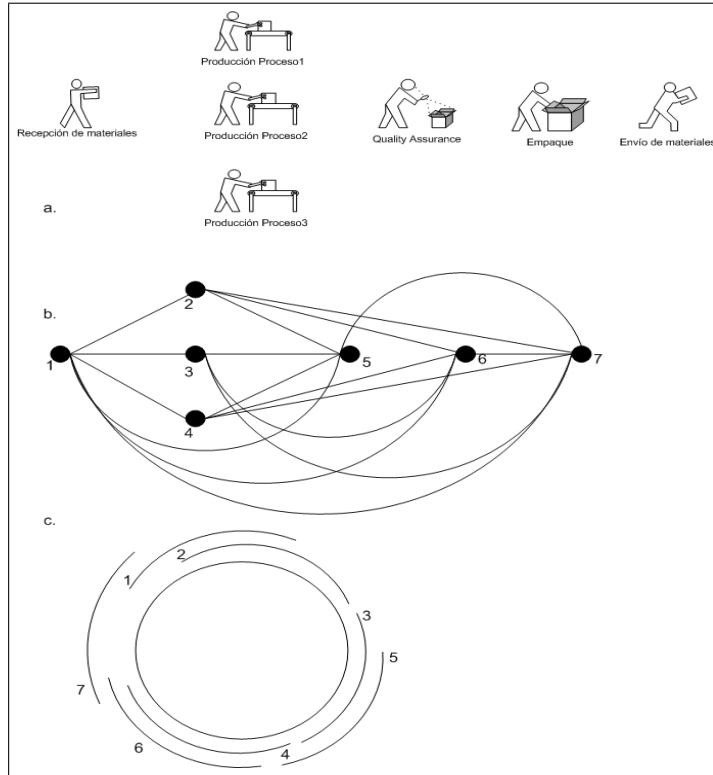 Producción Proceso1
Recepción de materiales
Producción Proceso2
Quality Assurance
Empaque
Envío de materiales
a.
Producción Proceso3
b.
2
1
3
5
6
7
4
c.
2
1
3
5
7
6
4